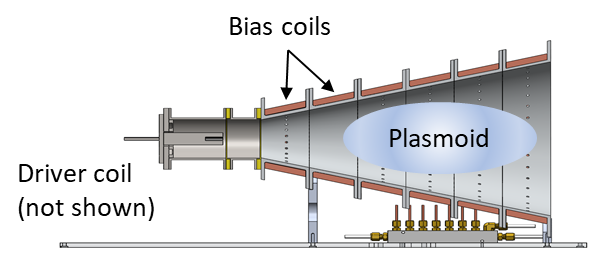 Bias coils
Plasmoid
Driver coil
(not shown)